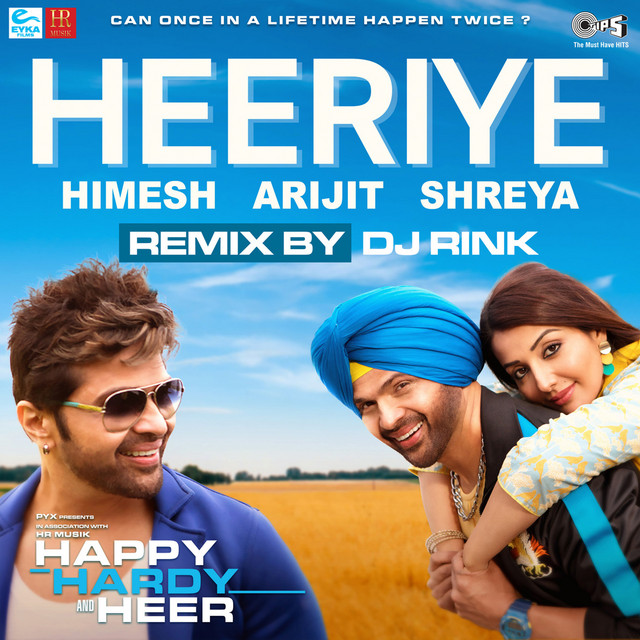 EYKA
FILMS
HR
MUSIK
CAN ONCE IN A LIFETIME HAPPEN TWICE ?
TIPS
The Must Have HITS
HEERIYE
HIMESH ARIJIT SHREYA
REMIX BY DJ RINK
PYX PRESENTS
IN ASSOCIATION WITH
HR MUSIK
HAPPY
HARDY
AND HEER